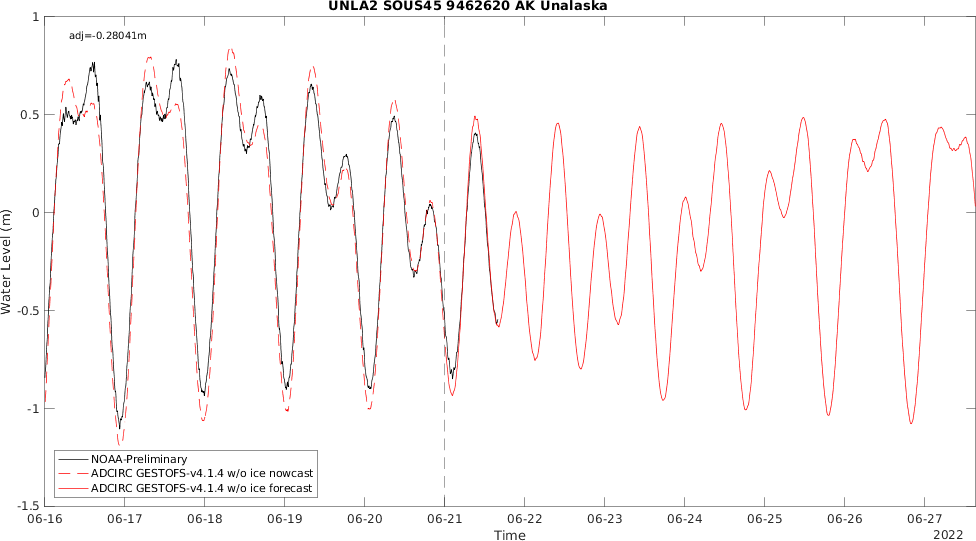 UNLA2 SOUS45 9462620 AK Unalaska
adj=-0.28041m
1
0.5
0
-0.5
-1
-1.5
Water Level (m)
NOAA-Preliminary
ADCIRC GESTOFS-v4.1.4 w/o ice nowcast
ADCIRC GESTOFS-v4.1.4 w/o ice forecast
06-16 06-17 06-18 06-19 06-20 06-21 06-22 06-23 06-24 06-25 06-26 06-27
Time
2022